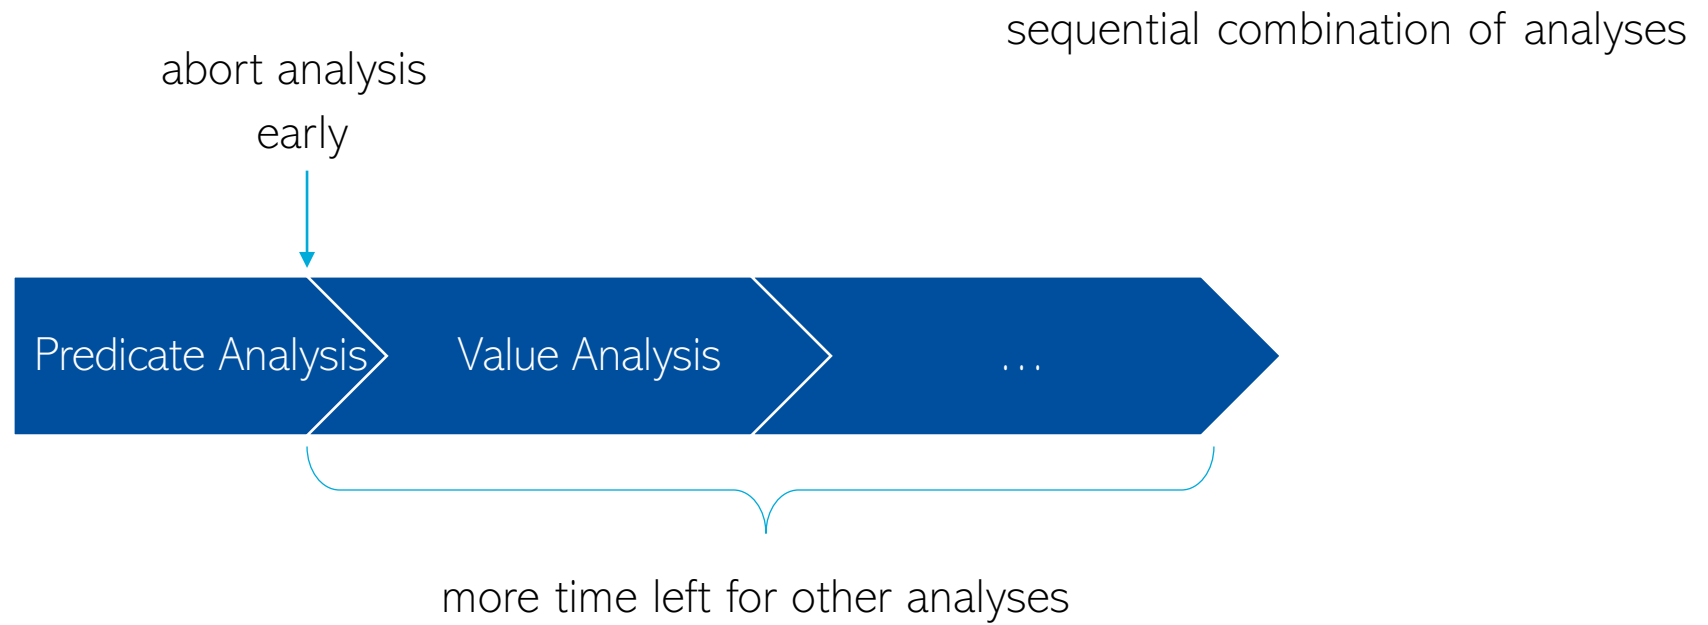 sequential combination of analyses
abort analysis
early
Predicate Analysis
Value Analysis
...
more time left for other analyses